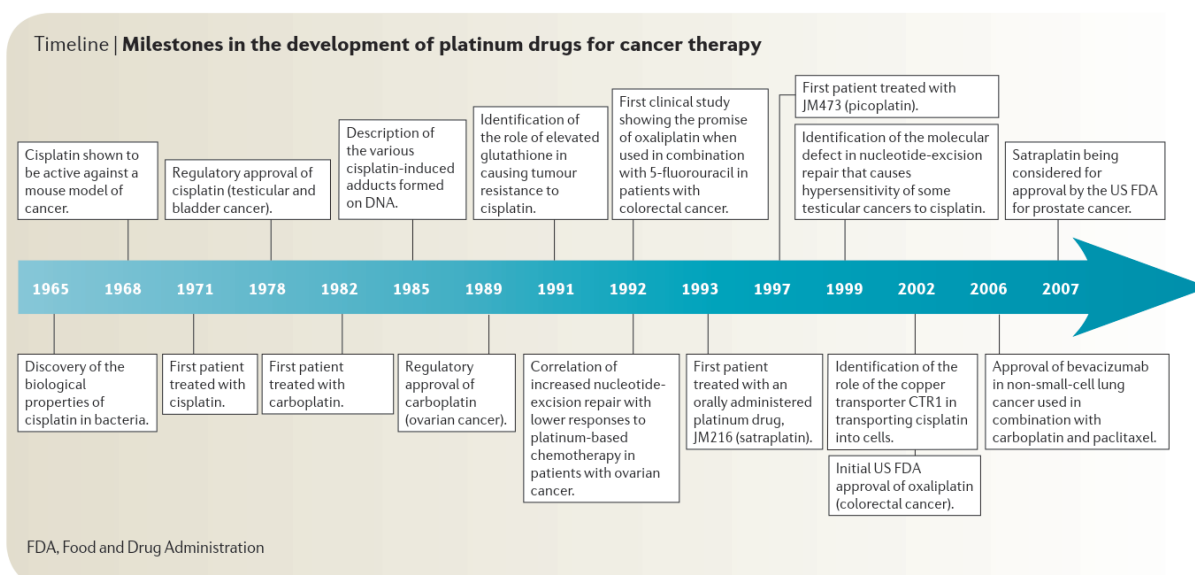 Timeline | Milestones in the development of platinum drugs for cancer therapy
Cisplatin shown to
be active against a
mouse model of
cancer.
Regulatory approval of
cisplatin (testicular and
bladder cancer).
Description of
the various
cisplatin-induced
adducts formed
on DNA.
Identification of
the role of elevated
glutathione in
causing tumour
resistance to
cisplatin.
First clinical study
showing the promise
of oxaliplatin when
used in combination
with 5-fluorouracil in
patients with
colorectal cancer.
First patient treated with
JM473 (picoplatin).
Identification of the molecular
defect in nucleotide-excision
repair that causes
hypersensitivity of some
testicular cancers to cisplatin.
Satraplatin being
considered for
approval by the US FDA
for prostate cancer.
1965 1968 1971 1978 1982 1985 1989 1991 1992 1993 1997 1999 2002 2006 2007
Discovery of the
biological
properties of
cisplatin in bacteria.
First patient
treated with
cisplatin.
First patient
treated with
carboplatin.
Regulatory
approval of
carboplatin
(ovarian cancer).
Correlation of
increased nucleotide-
excision repair with
lower responses to
platinum-based
chemotherapy in
patients with ovarian
cancer.
First patient
treated with an
orally administered
platinum drug,
JM216 (satraplatin).
Identification of the
role of the copper
transporter CTR1 in
transporting cisplatin
into cells.
Initial US FDA
approval of oxaliplatin
(colorectal cancer).
Approval of bevacizumab
in non-small-cell lung
cancer used in
combination with
carboplatin and paclitaxel.
FDA, Food and Drug Administration